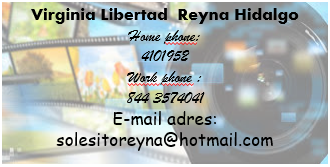 Virginia Libertad Reyna Hidalgo
Home phone:
4101952
Work phone :
844 3574041
E-mail adres:
solesitoreyna@hotmail.com